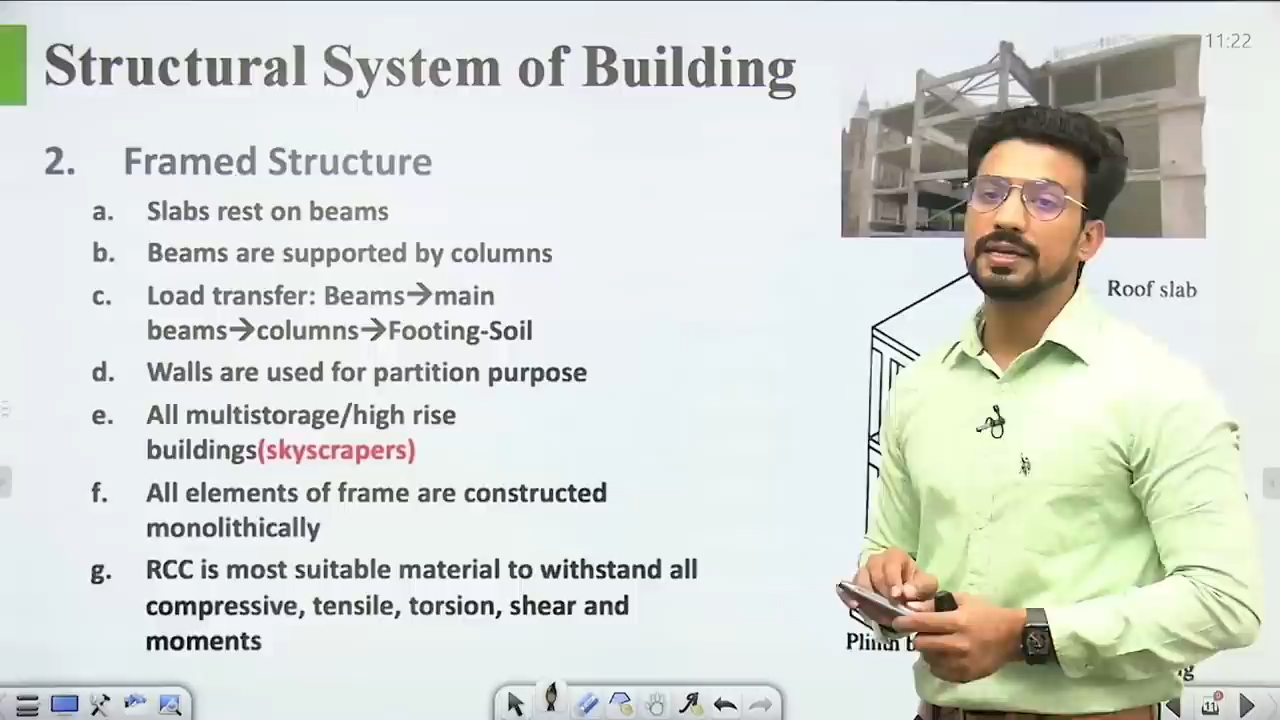 Structural System of Building
11:22
2. Framed Structure
a. Slabs rest on beams
b. Beams are supported by columns
c. Load transfer: Beams→main
beams→columns→Footing-Soil
d. Walls are used for partition purpose
e. All multistorage/high rise
buildings(skyscrapers)
f. All elements of frame are constructed
monolithically
g. RCC is most suitable material to withstand all
compressive, tensile, torsion, shear and
moments
Roof slab
Plinth
11